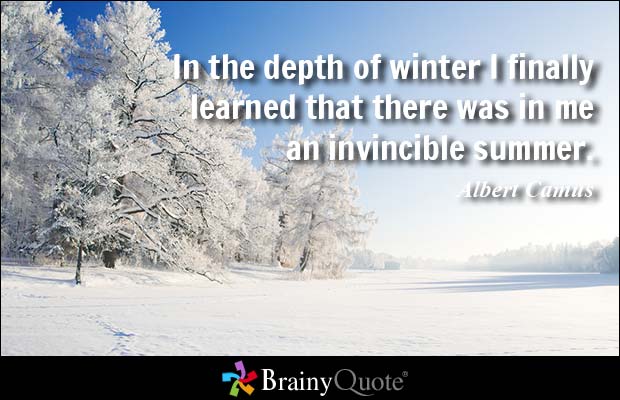 In the depth of winter I finally
learned that there was in me
an invincible summer.
Albert Camus
BrainyQuote®